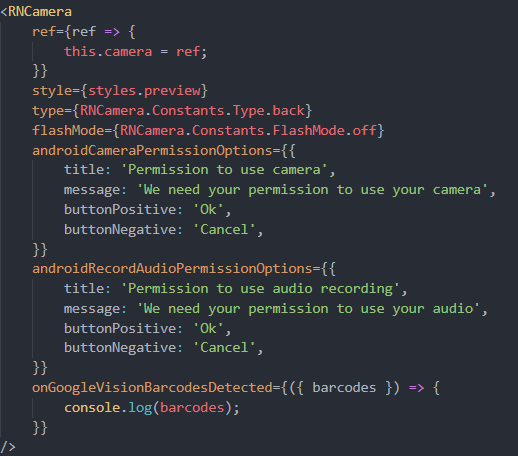 <RNCamera
    ref={ref => {
        this.camera = ref;
    }}
    style={styles.preview}
    type={RNCamera.Constants.Type.back}
    flashMode={RNCamera.Constants.FlashMode.off}
    androidCameraPermissionOptions={{
        title: 'Permission to use camera',
        message: 'We need your permission to use your camera',
        buttonPositive: 'Ok',
        buttonNegative: 'Cancel',
    }}
    androidRecordAudioPermissionOptions={{
        title: 'Permission to use audio recording',
        message: 'We need your permission to use your audio',
        buttonPositive: 'Ok',
        buttonNegative: 'Cancel',
    }}
    onGoogleVisionBarcodesDetected={({ barcodes }) => {
        console.log(barcodes);
    }}
/>